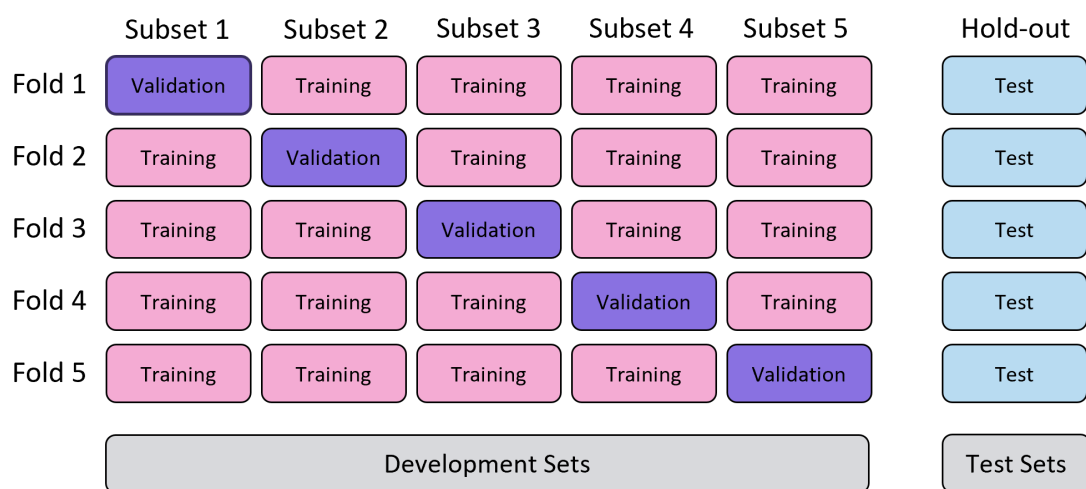 Subset 1 Subset 2 Subset 3 Subset 4 Subset 5 Hold-out
Fold 1 Validation Training Training Training Training Test
Fold 2 Training Validation Training Training Training Test
Fold 3 Training Training Validation Training Training Test
Fold 4 Training Training Training Validation Training Test
Fold 5 Training Training Training Training Validation Test
Development Sets Test Sets